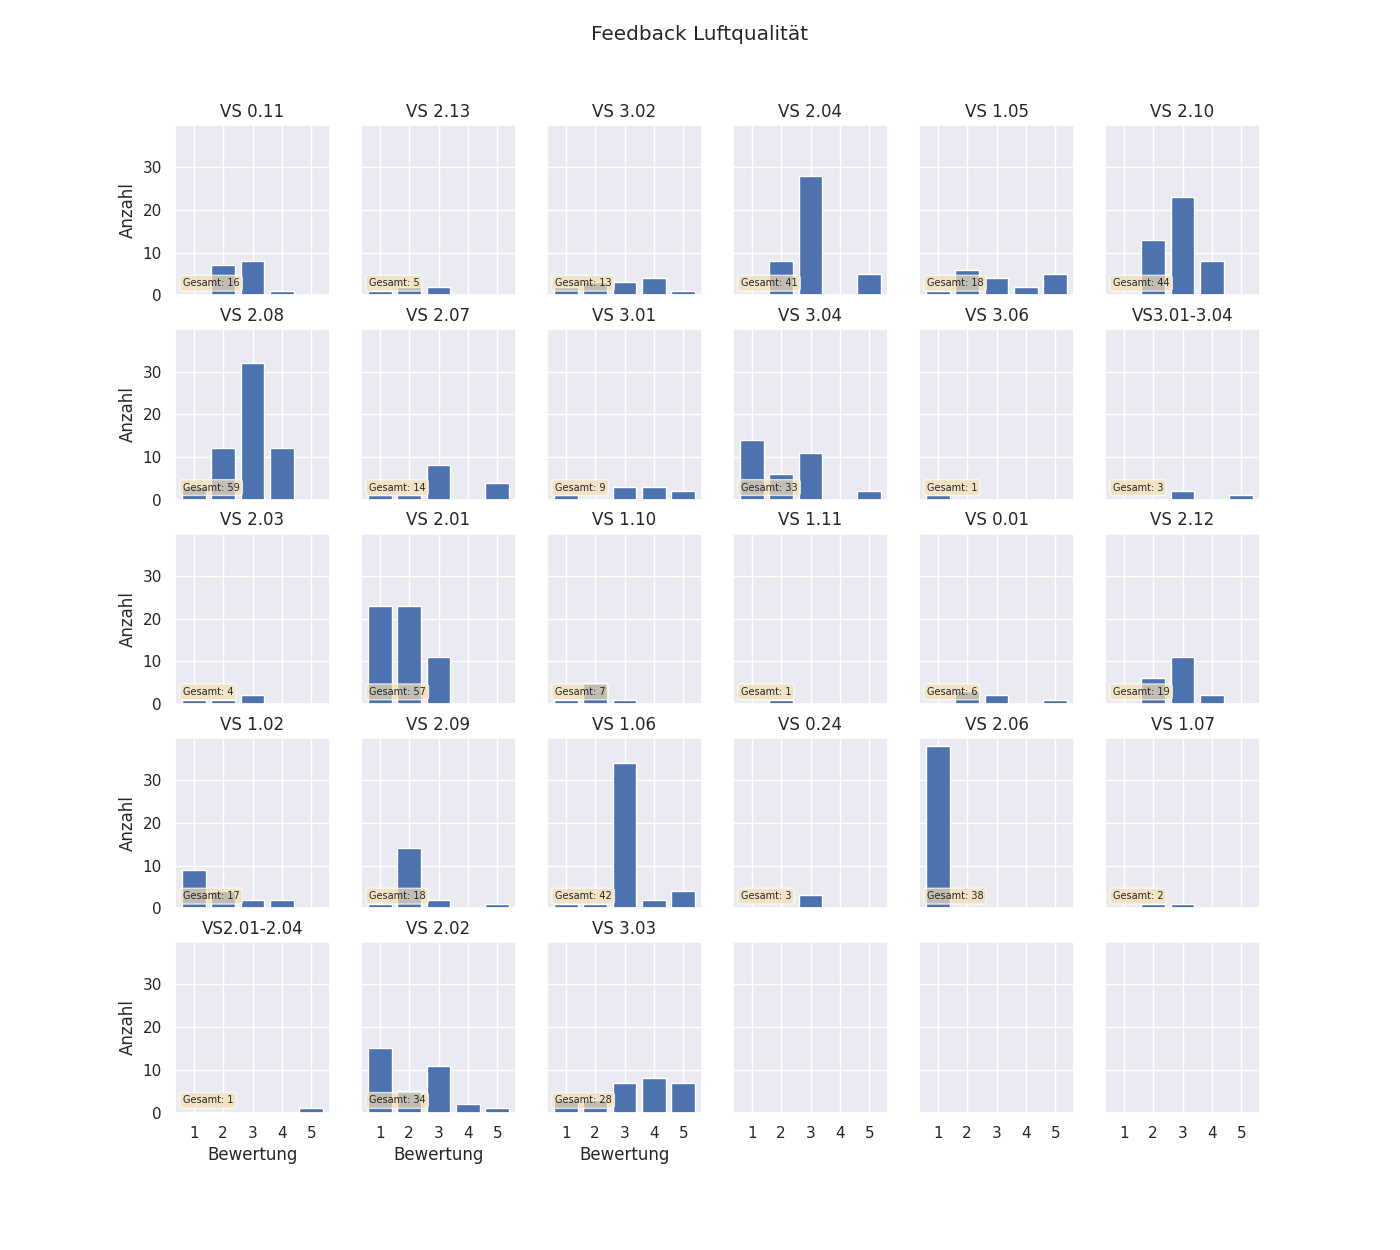 Feedback Luftqualität
VS 0.11 VS 2.13 VS 3.02 VS 2.04 VS 1.05 VS 2.10
Anzahl
30
20
10
0
Gesamt: 16 Gesamt: 5 Gesamt: 13 Gesamt: 41 Gesamt: 18 Gesamt: 44
VS 2.08 VS 2.07 VS 3.01 VS 3.04 VS 3.06 VS3.01-3.04
Anzahl
30
20
10
0
Gesamt: 59 Gesamt: 14 Gesamt: 9 Gesamt: 33 Gesamt: 1 Gesamt: 3
VS 2.03 VS 2.01 VS 1.10 VS 1.11 VS 0.01 VS 2.12
Anzahl
30
20
10
0
Gesamt: 4 Gesamt: 57 Gesamt: 7 Gesamt: 1 Gesamt: 6 Gesamt: 19
VS 1.02 VS 2.09 VS 1.06 VS 0.24 VS 2.06 VS 1.07
Anzahl
30
20
10
0
Gesamt: 17 Gesamt: 18 Gesamt: 42 Gesamt: 3 Gesamt: 38 Gesamt: 2
VS2.01-2.04 VS 2.02 VS 3.03
Anzahl
30
20
10
0
Gesamt: 1 Gesamt: 34 Gesamt: 28
1 2 3 4 5 1 2 3 4 5 1 2 3 4 5 1 2 3 4 5 1 2 3 4 5 1 2 3 4 5
Bewertung Bewertung Bewertung